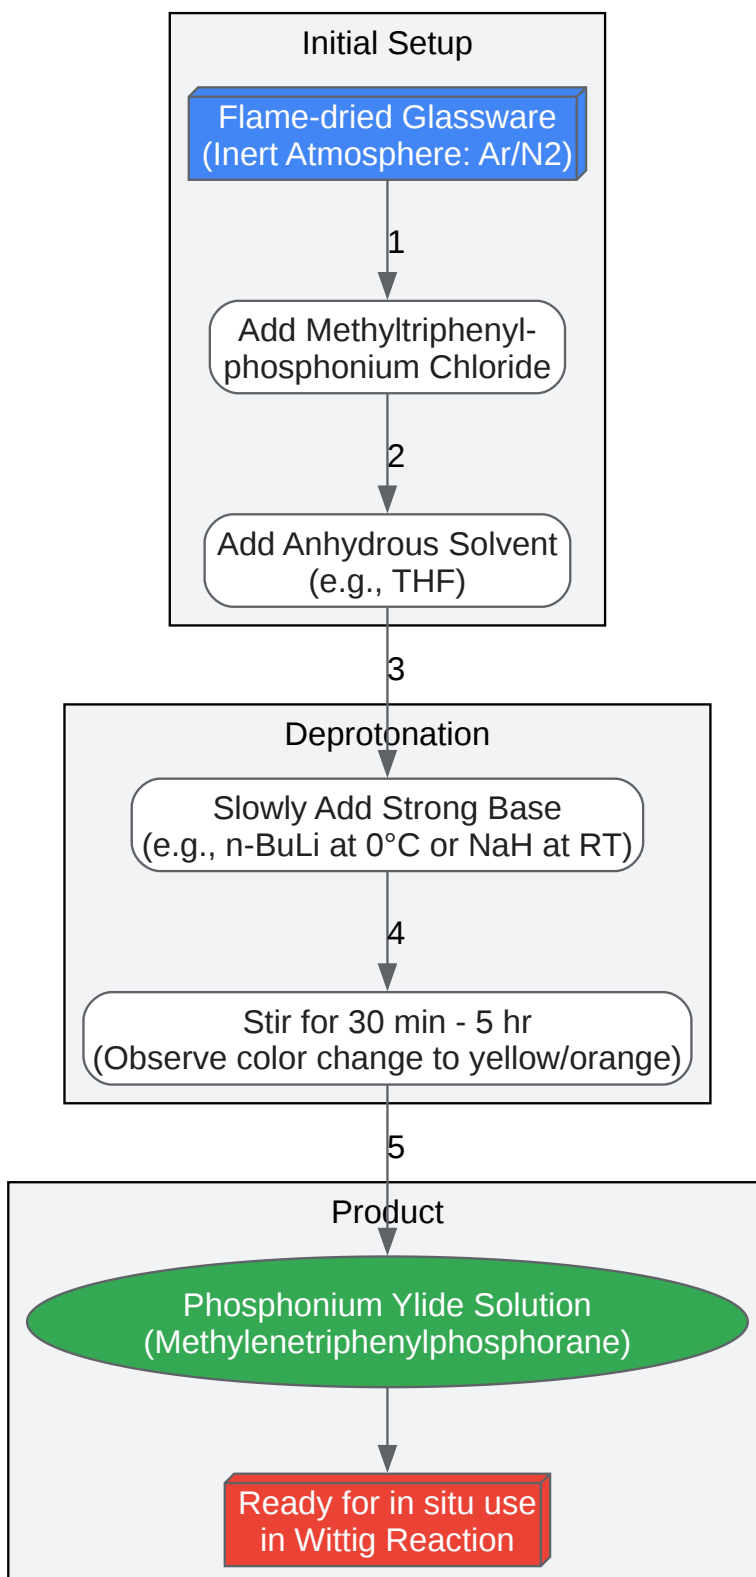 Initial Setup
Flame-dried Glassware
(Inert Atmosphere: Ar/N2)
1
Add Methyltriphenyl-
phosphonium Chloride
2
Add Anhydrous Solvent
(e.g., THF)
3
Deprotonation
Slowly Add Strong Base
(e.g., n-BuLi at 0°C or NaH at RT)
4
Stir for 30 min - 5 hr
(Observe color change to yellow/orange)
5
Product
Phosphonium Ylide Solution
(Methylenetriphenylphosphorane)
Ready for in situ use
in Wittig Reaction